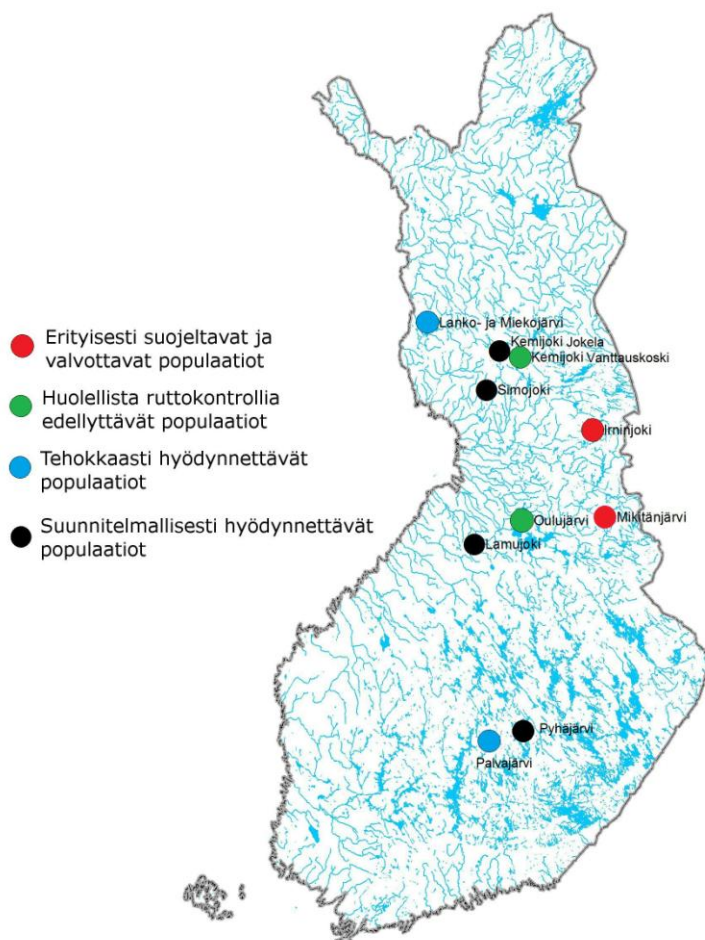 Erityisesti suojeltavat ja
valvottavat populaatiot
Huolellista ruttokontrollia
edellyttävät populaatiot
Tehokkaasti hyödynnettävät
populaatiot
Suunnitelmallisesti hyödynnettävät
populaatiot
Lanko- ja Miekojärvi
Kemijoki Jokela
Kemijoki Vanttauskoski
Simojoki
Irninjoki
Oulujärvi
Mikitänjärvi
Lamujoki
Pyhäjärvi
Palvajärvi